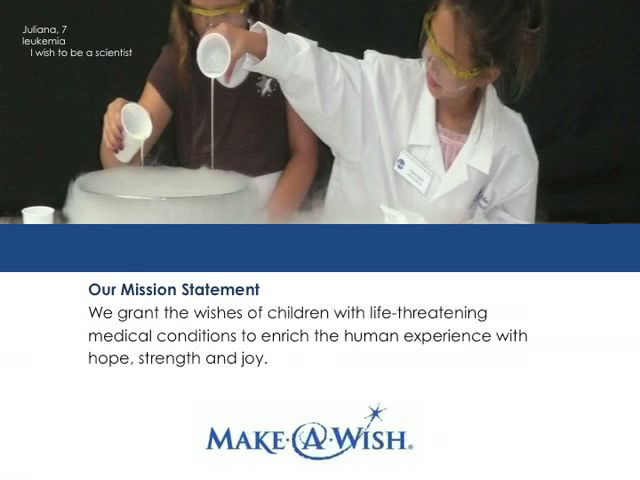 Juliana, 7
leukemia
I wish to be a scientist
Our Mission Statement
We grant the wishes of children with life-threatening
medical conditions to enrich the human experience with
hope, strength and joy.
MAKE·A·WISH®